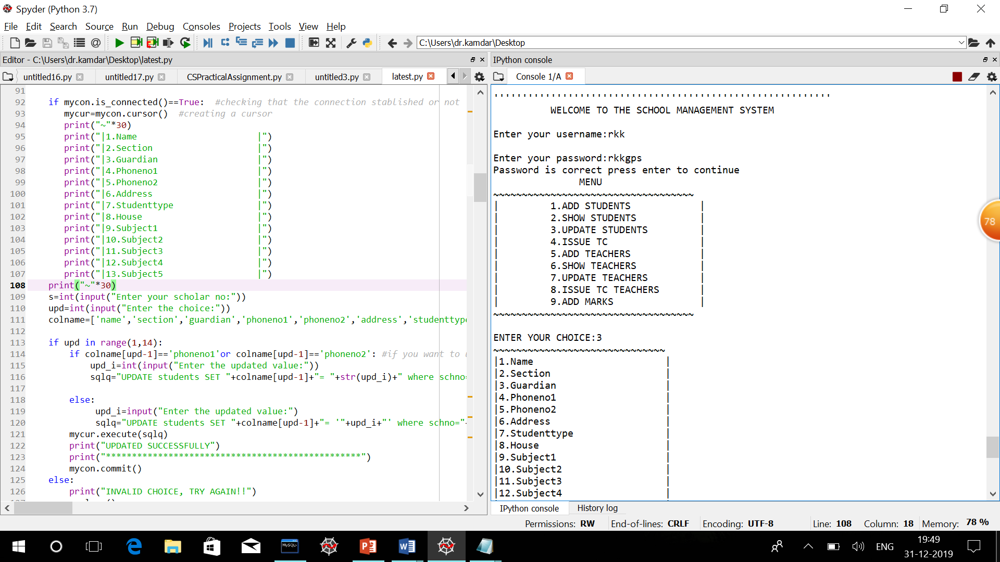 Spyder (Python 3.7)
File Edit Search Source Run Debug Consoles Projects Tools View Help
C:\Users\dr.kamdar\Desktop
Editor - C:\Users\dr.kamdar\Desktop\latest.py
untitled16.py untitled17.py CSPracticalAssignment.py untitled3.py latest.py
91
92 if mycon.is_connected()==True: #checking that the connection stablished or not
93 mycur=mycon.cursor() #creating a cursor
94 print("~"*30)
95 print("|1.Name |")
96 print("|2.Section |")
97 print("|3.Guardian |")
98 print("|4.Phoneno1 |")
99 print("|5.Phoneno2 |")
100 print("|6.Address |")
101 print("|7.Studenttype |")
102 print("|8.House |")
103 print("|9.Subject1 |")
104 print("|10.Subject2 |")
105 print("|11.Subject3 |")
106 print("|12.Subject4 |")
107 print("|13.Subject5 |")
108 print("~"*30)
109 s=int(input("Enter your scholar no:"))
110 upd=int(input("Enter the choice:"))
111 colname=['name','section','guardian','phoneno1','phoneno2','address','studenttype
112
113 if upd in range(1,14):
114 if colname[upd-1]=='phoneno1'or colname[upd-1]=='phoneno2': #if you want to
115 upd_i=int(input("Enter the updated value:"))
116 sqlq="UPDATE students SET "+colname[upd-1]+"= "+str(upd_i)+" where schno=
117
118 else:
119 upd_i=input("Enter the updated value:")
120 sqlq="UPDATE students SET "+colname[upd-1]+"= '"+upd_i+"' where schno="
121 mycur.execute(sqlq)
122 print("UPDATED SUCCESSFULLY")
123 print("*************************************************")
124 mycon.commit()
125 else:
126 print("INVALID CHOICE, TRY AGAIN!!")
IPython console
Console 1/A
'''''''''''''''''''''''''''''''''''''''''''''''''''''''''''
WELCOME TO THE SCHOOL MANAGEMENT SYSTEM
Enter your username:rkk
Enter your password:rkkgps
Password is correct press enter to continue
MENU
~~~~~~~~~~~~~~~~~~~~~~~~~~~~~~~~~~~
| 1.ADD STUDENTS |
| 2.SHOW STUDENTS |
| 3.UPDATE STUDENTS |
| 4.ISSUE TC |
| 5.ADD TEACHERS |
| 6.SHOW TEACHERS |
| 7.UPDATE TEACHERS |
| 8.ISSUE TC TEACHERS |
| 9.ADD MARKS |
~~~~~~~~~~~~~~~~~~~~~~~~~~~~~~~~~~~
ENTER YOUR CHOICE:3
~~~~~~~~~~~~~~~~~~~~~~~~~~~~~~
|1.Name |
|2.Section |
|3.Guardian |
|4.Phoneno1 |
|5.Phoneno2 |
|6.Address |
|7.Studenttype |
|8.House |
|9.Subject1 |
|10.Subject2 |
|11.Subject3 |
|12.Subject4 |
78
IPython console History log
Permissions: RW End-of-lines: CRLF Encoding: UTF-8 Line: 108 Column: 18 Memory: 78 %
MySQL
ENG
19:49
31-12-2019